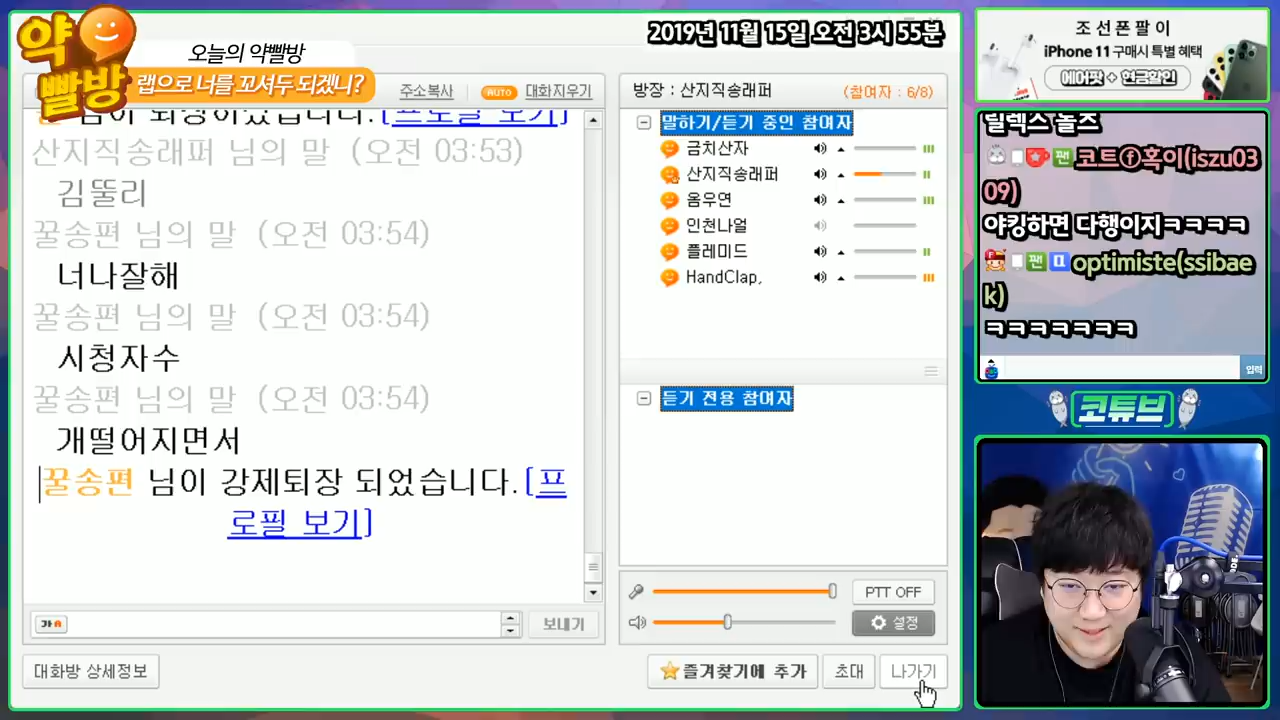 약
빨방
오늘의 약빨방
랩으로 너를 꼬셔두 되겠니?
2019년 11월 15일 오전 3시 55분
주소복사
AUTO
대화지우기
님이 퇴장하였습니다. [프로필 보기]
산지직송래퍼 님의 말 (오전 03:53)
김뚤리
꿀송편 님의 말 (오전 03:54)
너나잘해
꿀송편 님의 말 (오전 03:54)
시청자수
꿀송편 님의 말 (오전 03:54)
개떨어지면서
꿀송편 님이 강제퇴장 되었습니다.[프
로필 보기]
가
보내기
대화방 상세정보
방장 : 산지직송래퍼
(참여자 : 6/8)
말하기/듣기 중인 참여자
금치산자
산지직송래퍼
옴우연
인천나얼
플레미드
HandClap,
듣기 전용 참여자
PTT OFF
설정
즐겨찾기에 추가
초대
나가기
조선폰팔이
iPhone 11 구매시 특별 혜택
에어팟 + 현금할인
릴렉스 돌즈
팬 코트ⓕ혹이(iszu03
09)
야킹하면 다행이지ㅋㅋㅋㅋ
팬 optimiste(ssibae
k)
ㅋㅋㅋㅋㅋㅋㅋ
입력
코튜브